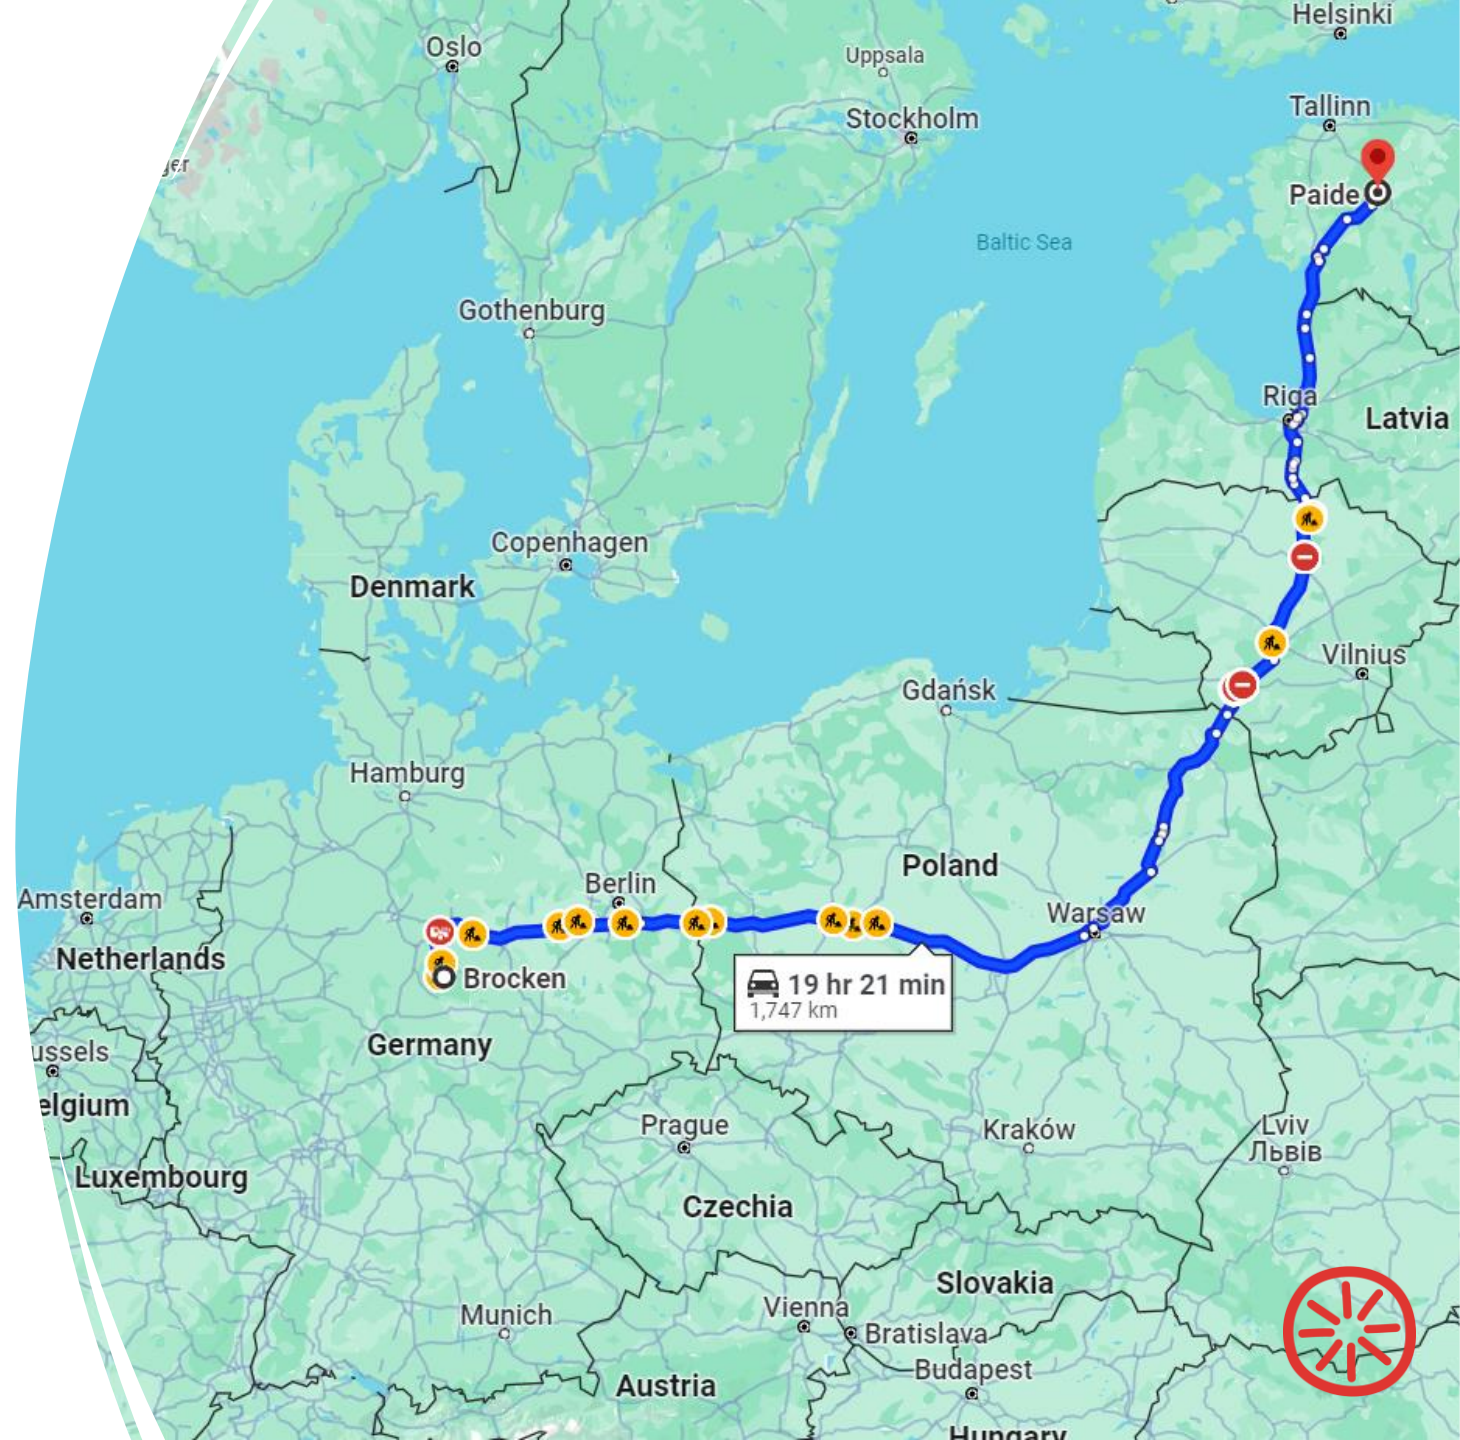 Helsinki
Oslo
Uppsala
Tallinn
Stockholm
ger
Paide
Baltic Sea
Gothenburg
Riga
Latvia
Copenhagen
Denmark
Vilnius
Gdańsk
Hamburg
Poland
Berlin
Amsterdam
Warsaw
Netherlands
Brocken
19 hr 21 min
1,747 km
Germany
ussels
elgium
Prague
Kraków
Lviv
Львів
Luxembourg
Czechia
Slovakia
Munich
Vienna
Bratislava
Budapest
Austria
Hungary